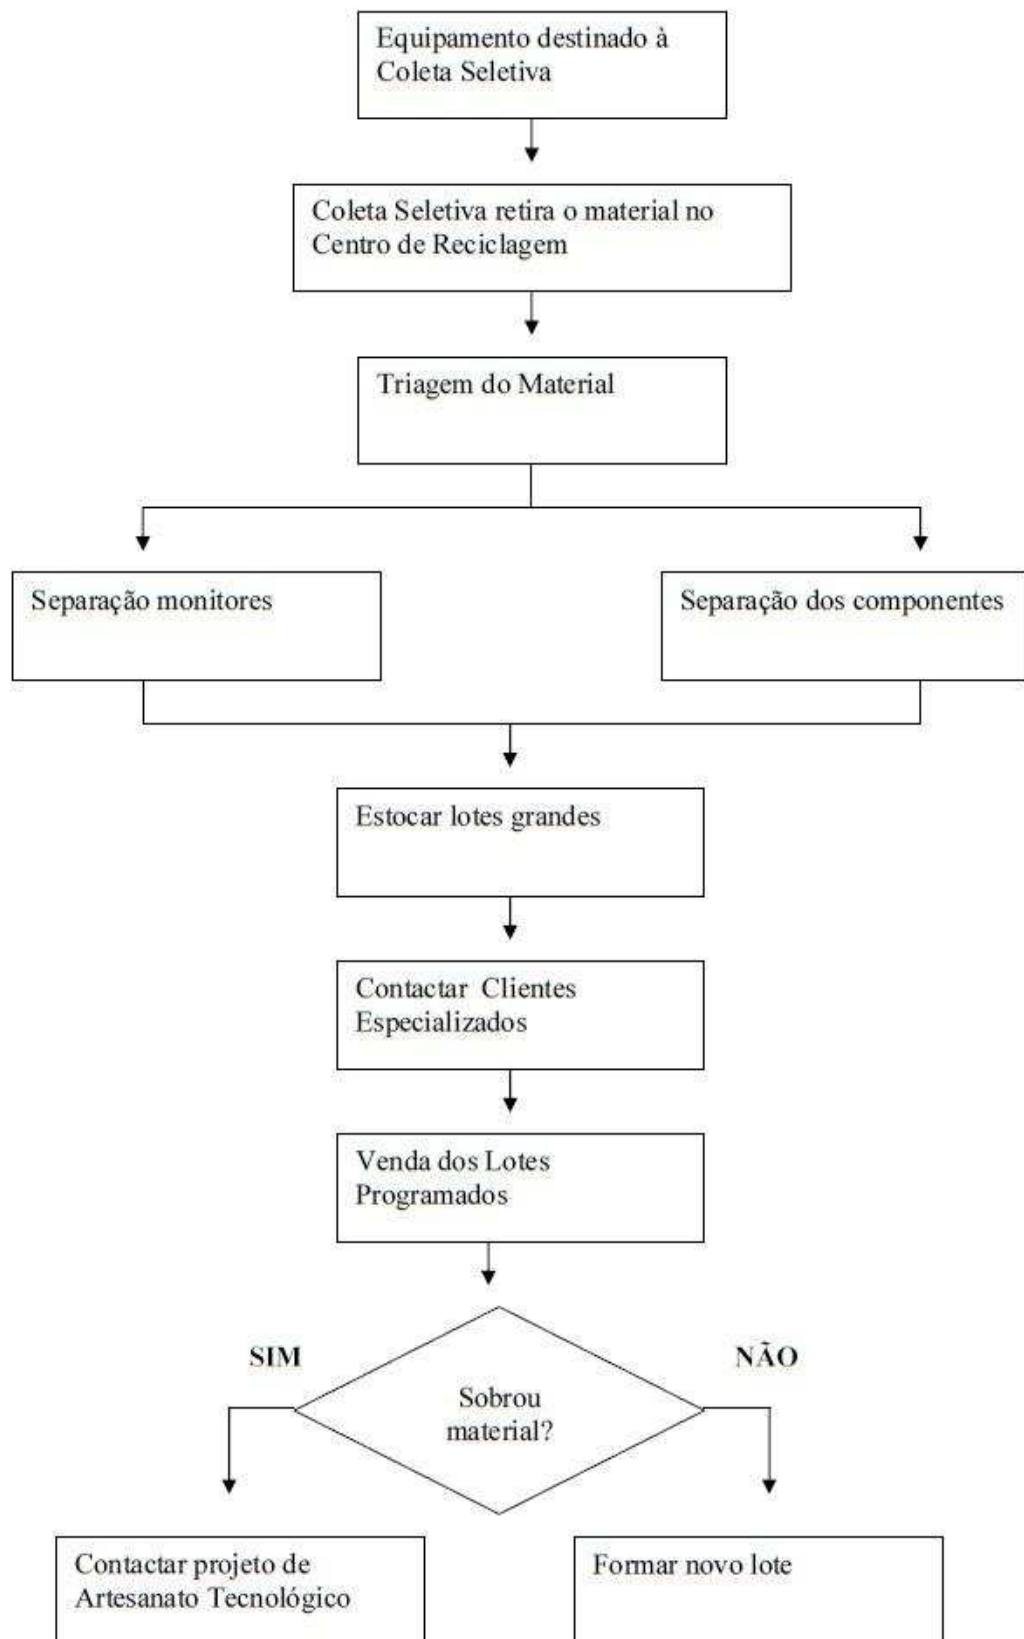 Equipamento destinado à
Coleta Seletiva
Coleta Seletiva retira o material no
Centro de Reciclagem
Triagem do Material
Separação monitores
Separação dos componentes
Estocar lotes grandes
Contactar Clientes
Especializados
Venda dos Lotes
Programados
SIM
NÃO
Sobrou
material?
Contactar projeto de
Artesanato Tecnológico
Formar novo lote